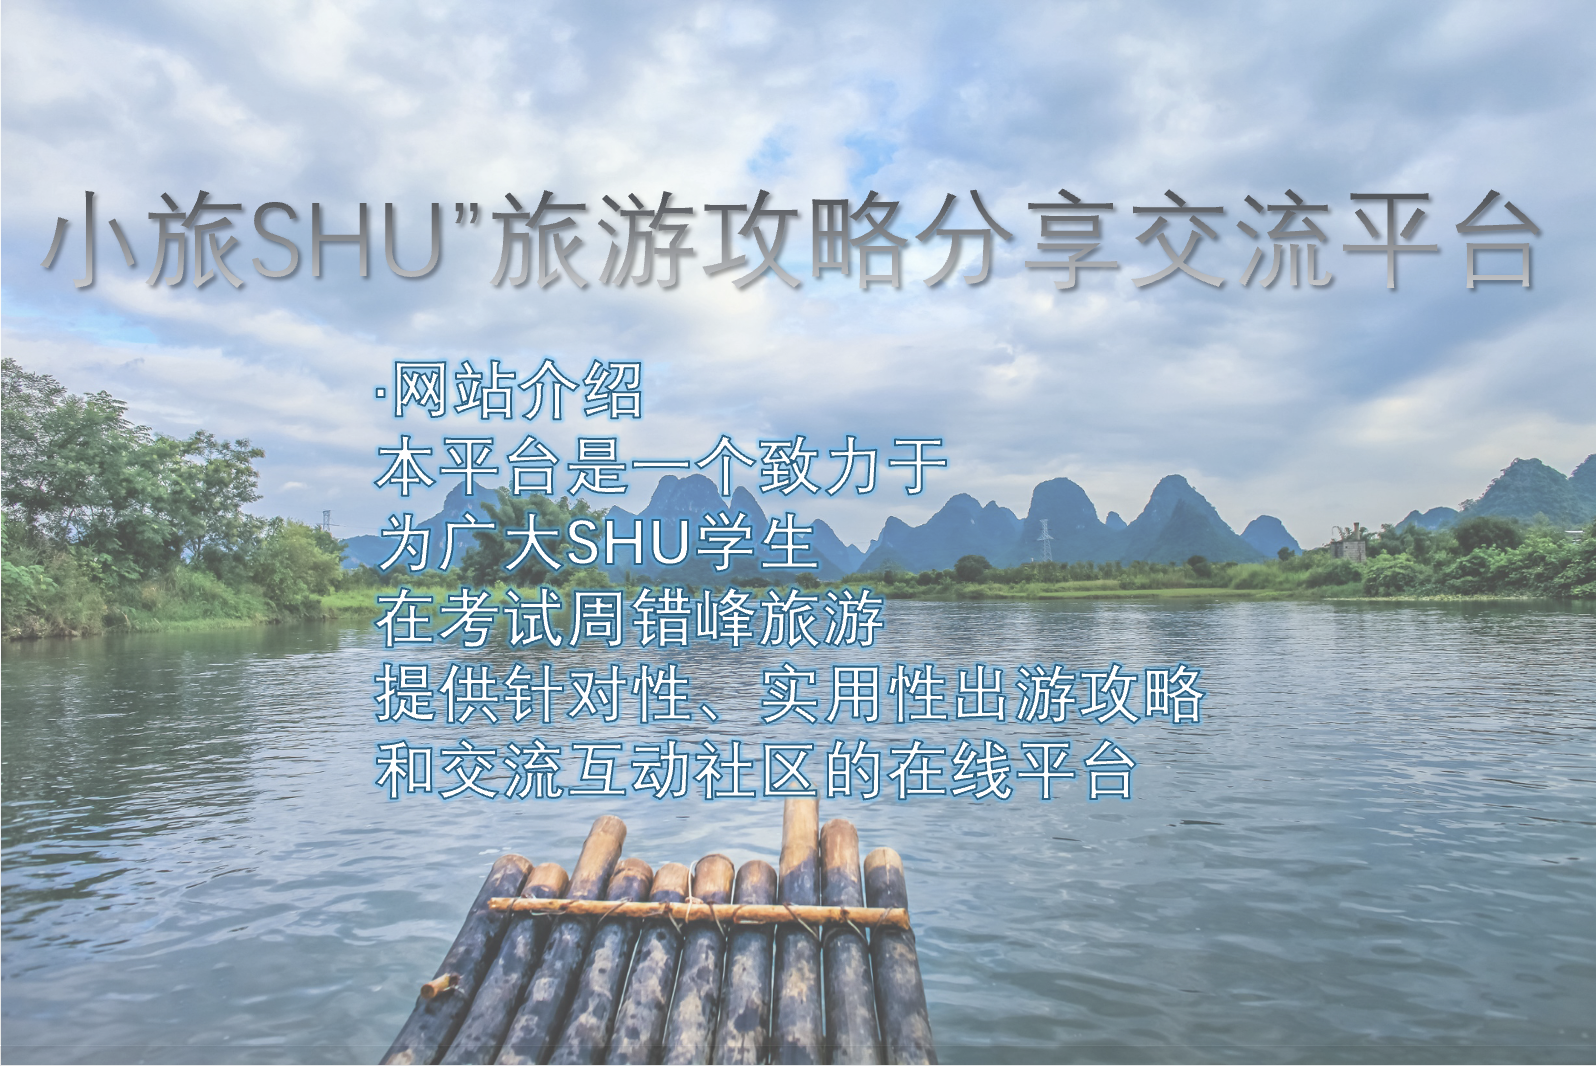 小旅SHU”旅游攻略分享交流平台
·网站介绍
本平台是一个致力于
为广大SHU学生
在考试周错峰旅游
提供针对性、实用性出游攻略
和交流互动社区的在线平台